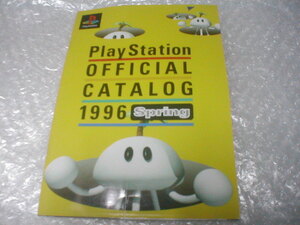 PlayStation
OFFICIAL
CATALOG
1996 Spring